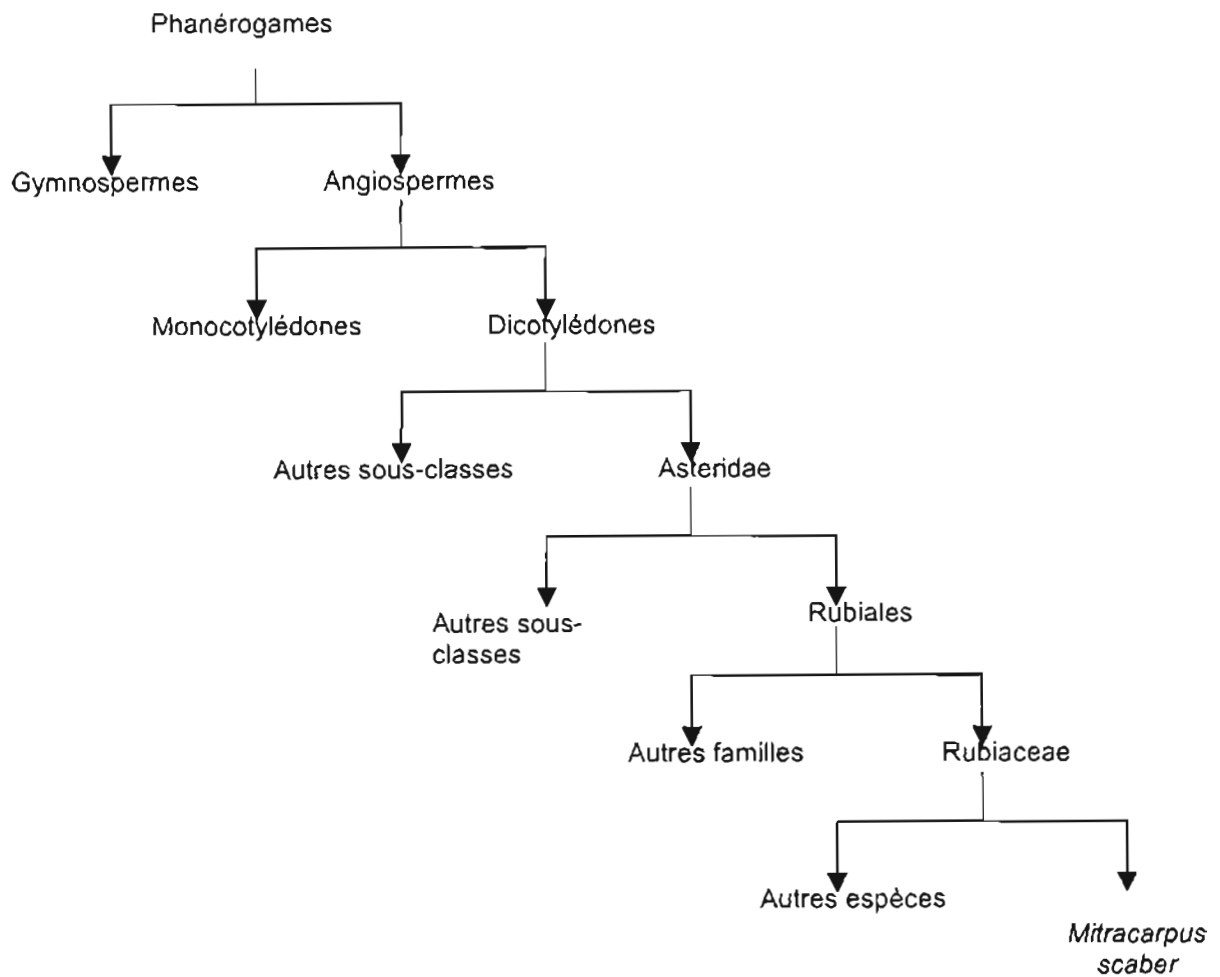 Phanérogames
Gymnospermes
Angiospermes
Monocotylédones
Dicotylédones
Autres sous-classes
Asteridae
Autres sous-
classes
Rubiales
Autres familles
Rubiaceae
Autres espèces
Mitracarpus
scaber